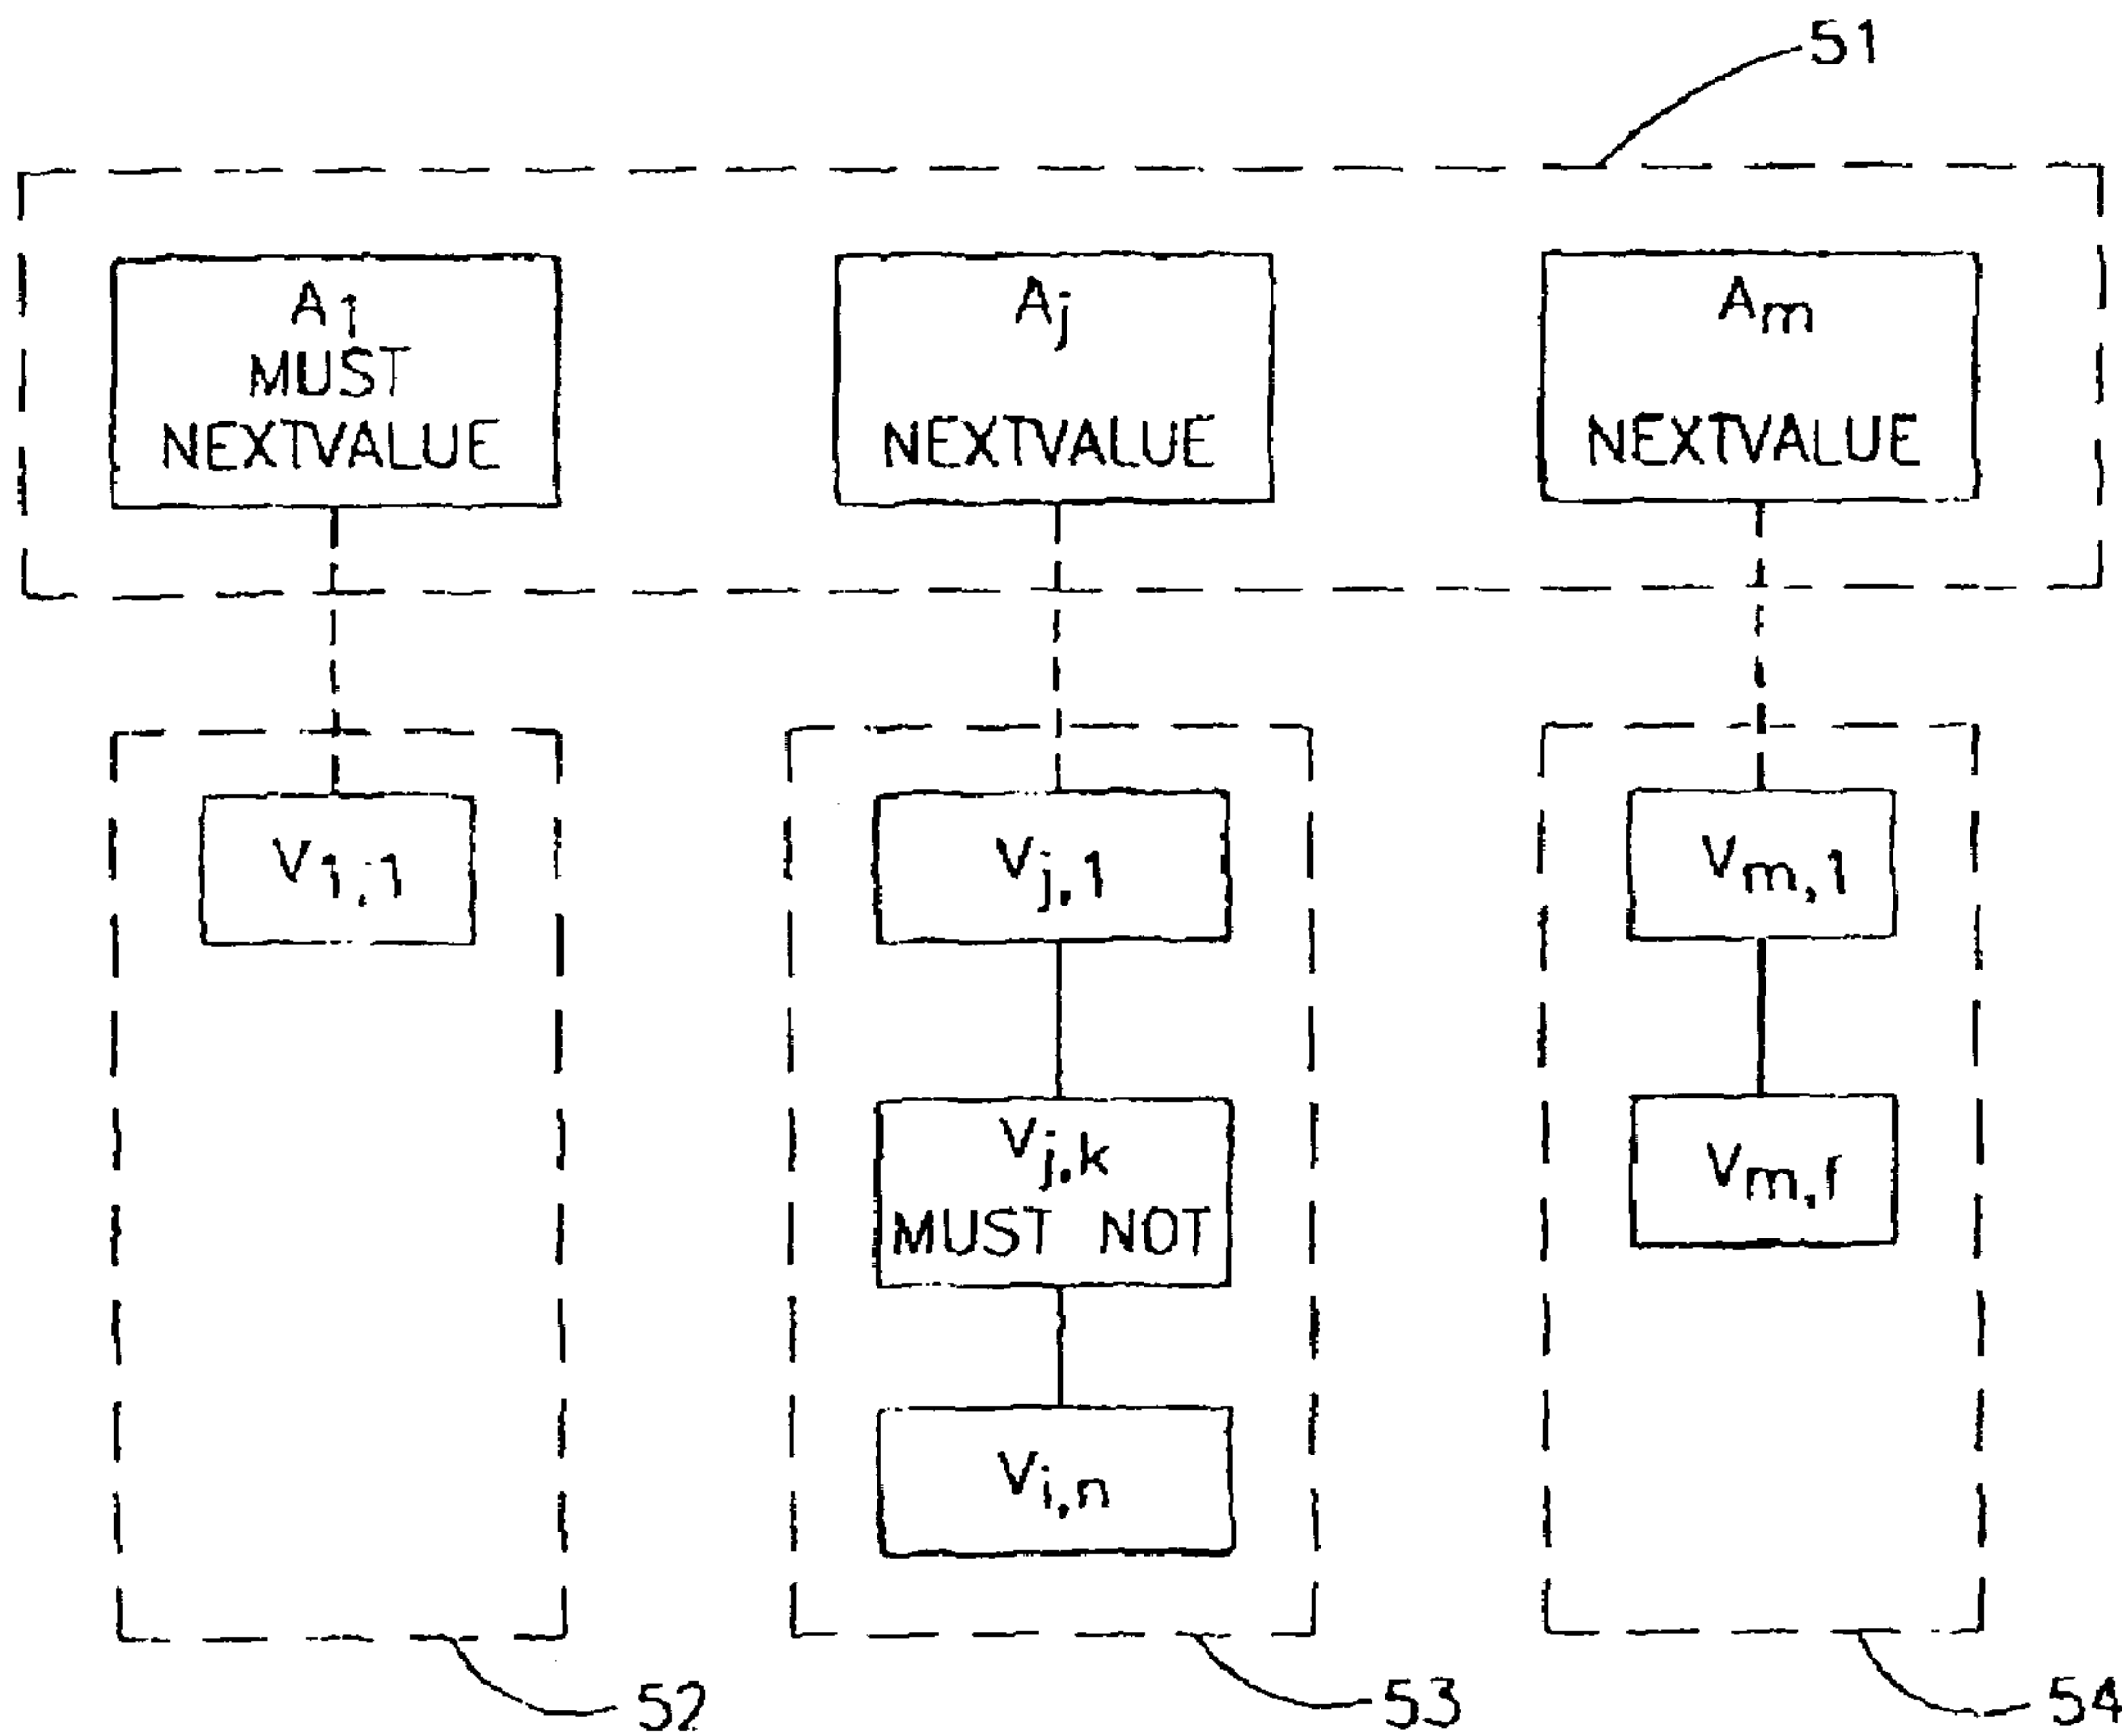 51
A1
MUST
NEXTVALUE
Aj
NEXTVALUE
Am
NEXTVALUE
V1,1
Vj,1
Vm,1
Vj,k
MUST NOT
Vm,r
Vi,n
52
53
54